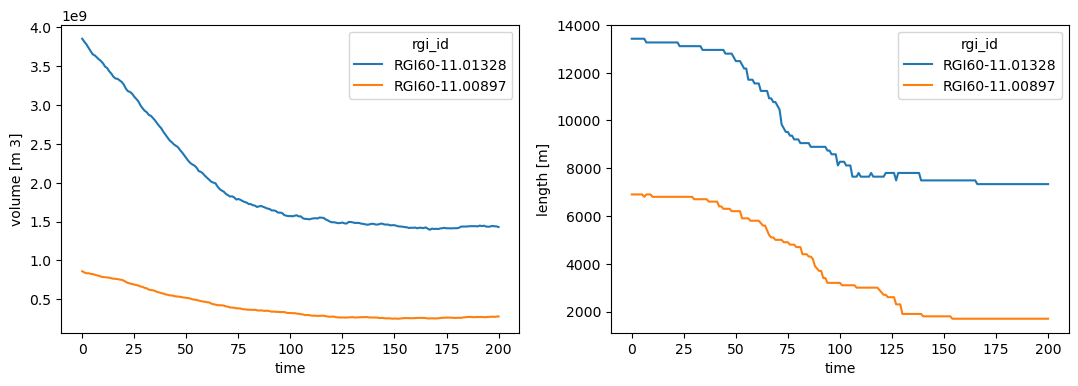 1e9
4.0
3.5
3.0
2.5
2.0
1.5
1.0
0.5
volume [m 3]
0 25 50 75 100 125 150 175 200
time
rgi_id
RGI60-11.01328
RGI60-11.00897
14000
12000
10000
8000
6000
4000
2000
length [m]
0 25 50 75 100 125 150 175 200
time
rgi_id
RGI60-11.01328
RGI60-11.00897